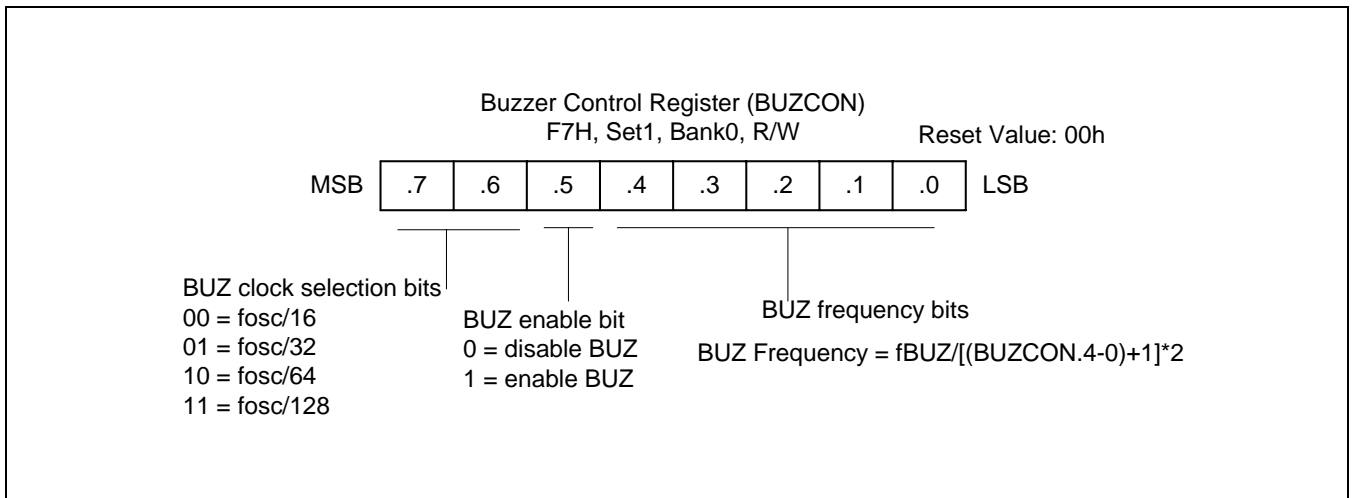 Buzzer Control Register (BUZCON)
F7H, Set1, Bank0, R/W
Reset Value: 00h
MSB .7 .6 .5 .4 .3 .2 .1 .0 LSB
BUZ clock selection bits
00 = fosc/16
01 = fosc/32
10 = fosc/64
11 = fosc/128
BUZ enable bit
0 = disable BUZ
1 = enable BUZ
BUZ frequency bits
BUZ Frequency = fBUZ/[(BUZCON.4-0)+1]*2